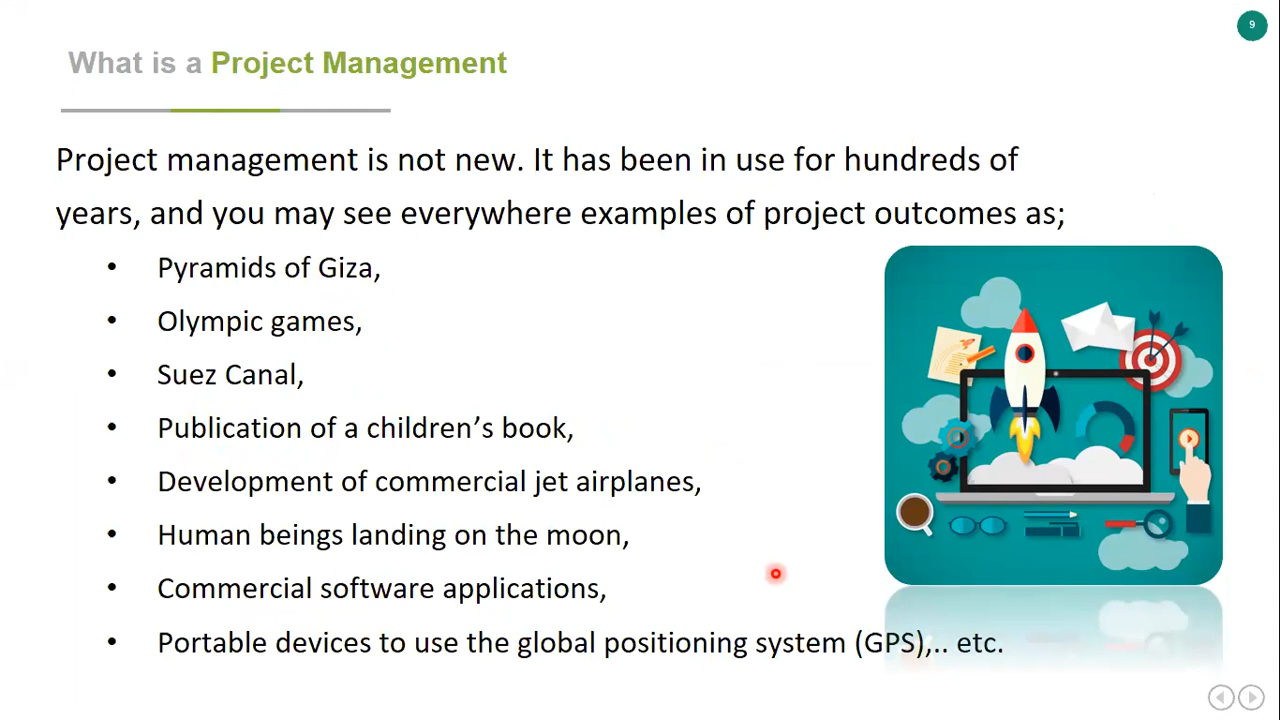 9
What is a Project Management
Project management is not new. It has been in use for hundreds of
years, and you may see everywhere examples of project outcomes as;
• Pyramids of Giza,
• Olympic games,
• Suez Canal,
• Publication of a children’s book,
• Development of commercial jet airplanes,
• Human beings landing on the moon,
• Commercial software applications,
• Portable devices to use the global positioning system (GPS),.. etc.